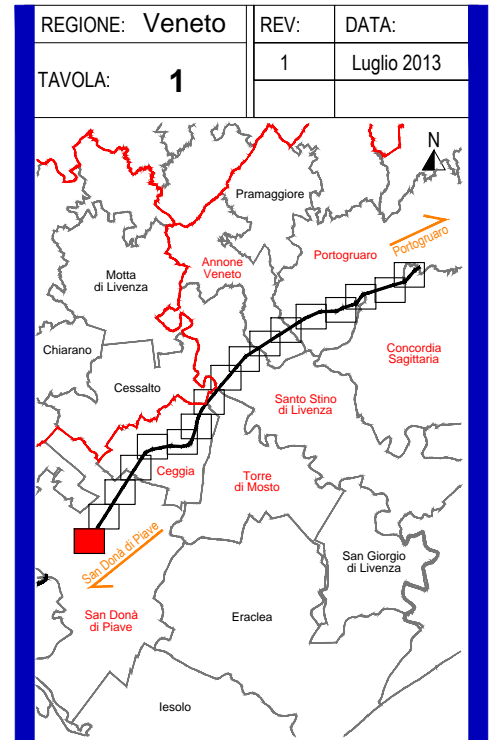 REGIONE: Veneto
REV:
DATA:
TAVOLA: 1
1
Luglio 2013
N
Pramaggiore
Portogruaro
Annone
Veneto
Portogruaro
Motta
di Livenza
Chiarano
Concordia
Sagittaria
Cessalto
Santo Stino
di Livenza
Ceggia
Torre
di Mosto
San Donà di Piave
San Giorgio
di Livenza
San Donà
di Piave
Eraclea
Iesolo